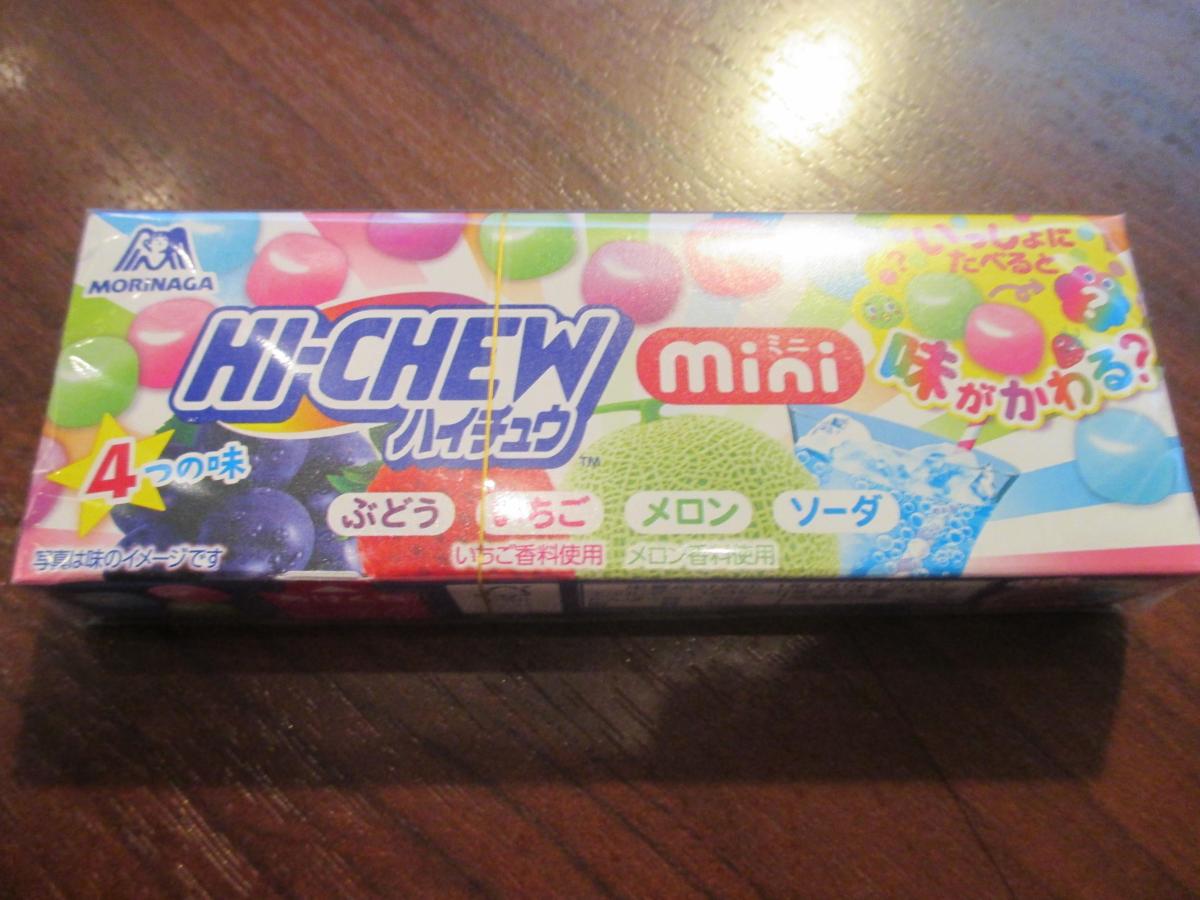 MORINAGA
いっしょに
たべると
?
?
HI-CHEW
ハイチュウ
TM
ミニ
mini
味がかわる?
4つの味
ぶどう
いちご
メロン
ソーダ
いちご香料使用
メロン香料使用
写真は味のイメージです